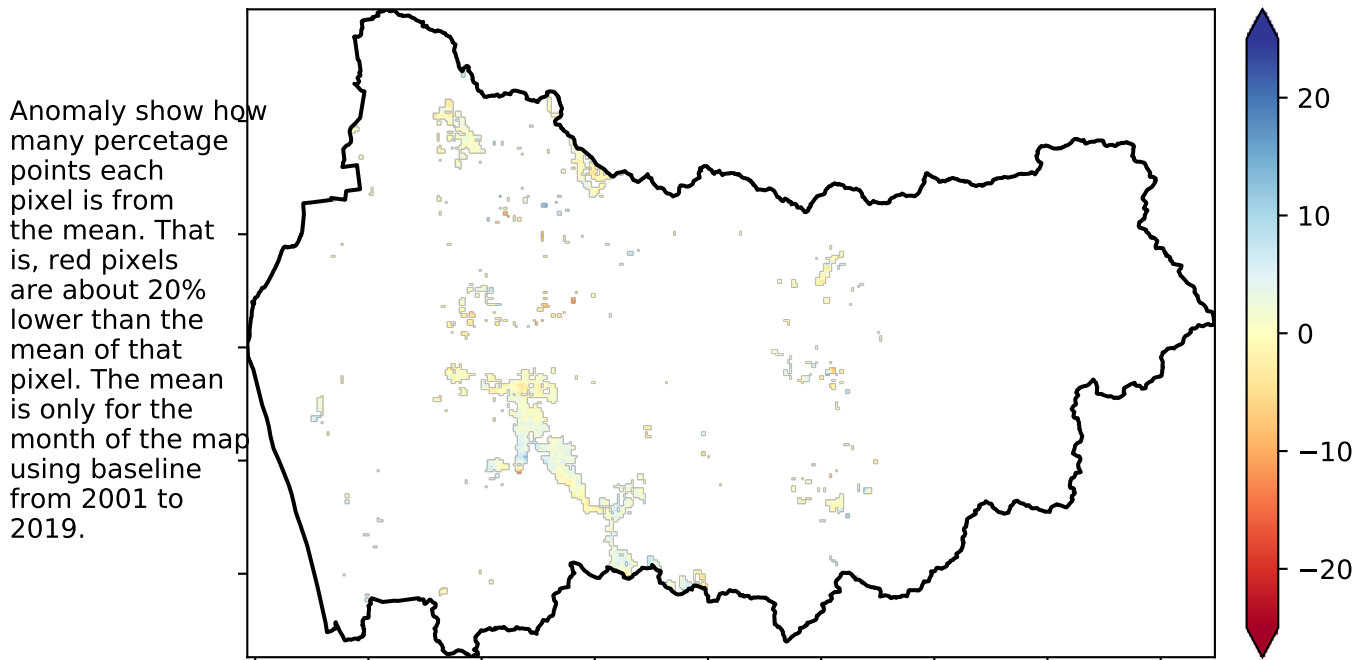 Anomaly show how
many percetage
points each
pixel is from
the mean. That
is, red pixels
are about 20%
lower than the
mean of that
pixel. The mean
is only for the
month of the map
using baseline
from 2001 to
2019.
20
10
0
−10
−20